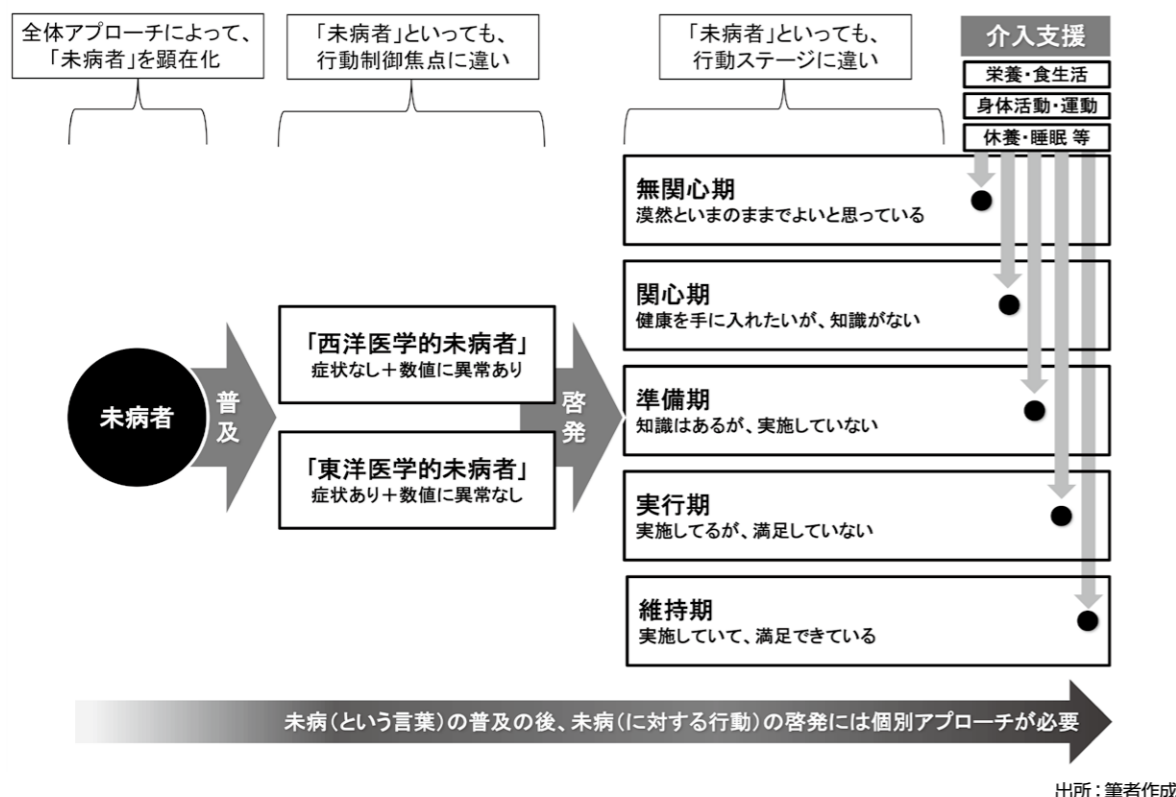 全体アプローチによって、
「未病者」を顕在化
「未病者」といっても、
行動制御焦点に違い
「未病者」といっても、
行動ステージに違い
介入支援
栄養・食生活
身体活動・運動
休養・睡眠 等
未病者
普及
「西洋医学的未病者」
症状なし＋数値に異常あり
「東洋医学的未病者」
症状あり＋数値に異常なし
啓発
無関心期
漠然といまのままでよいと思っている
関心期
健康を手に入れたいが、知識がない
準備期
知識はあるが、実施していない
実行期
実施してるが、満足していない
維持期
実施していて、満足できている
未病（という言葉）の普及の後、未病（に対する行動）の啓発には個別アプローチが必要
出所：筆者作成